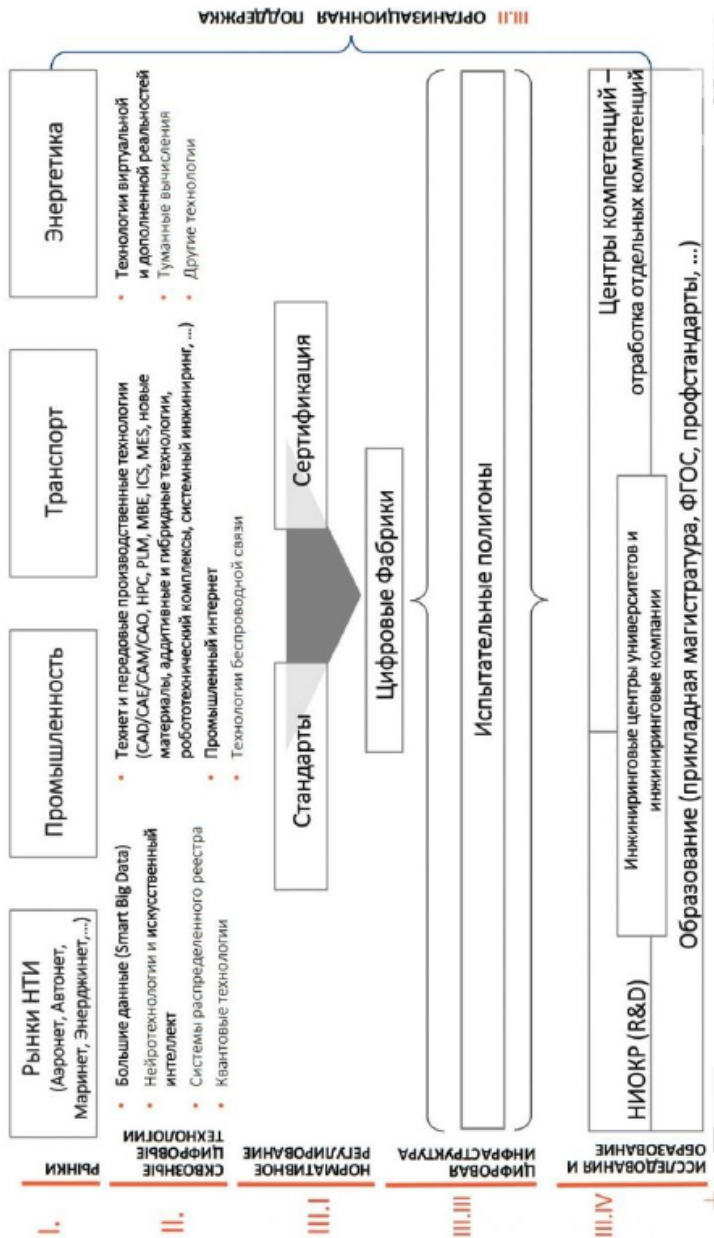 I.
РЫНКИ
Рынки НТИ
(Аэронет, Автонет,
Маринет, Энерджинет,...)
Промышленность
Транспорт
Энергетика
II.
СКВОЗНЫЕ
ЦИФРОВЫЕ
ТЕХНОЛОГИИ
• Большие данные (Smart Big Data)
• Нейротехнологии и искусственный
интеллект
• Системы распределенного реестра
• Квантовые технологии
• Технет и передовые производственные технологии
(CAD/CAE/CAM/CAO, HPC, PLM, MBE, ICS, MES, новые
материалы, аддитивные и гибридные технологии,
робототехнический комплексы, системный инжиниринг, ...)
• Промышленный интернет
• Технологии беспроводной связи
• Технологии виртуальной
и дополненной реальностей
• Туманные вычисления
• Другие технологии
III.I
НОРМАТИВНОЕ
РЕГУЛИРОВАНИЕ
Стандарты
Сертификация
Цифровые Фабрики
III.III
ЦИФРОВАЯ
ИНФРАСТРУКТУРА
Испытательные полигоны
III.IV
ИССЛЕДОВАНИЯ И
ОБРАЗОВАНИЕ
НИОКР (R&D)
Инжиниринговые центры университетов и
инжиниринговые компании
Центры компетенций –
отработка отдельных компетенций
Образование (прикладная магистратура, ФГОС, профстандарты, ...)
III.II ОРГАНИЗАЦИОННАЯ ПОДДЕРЖКА